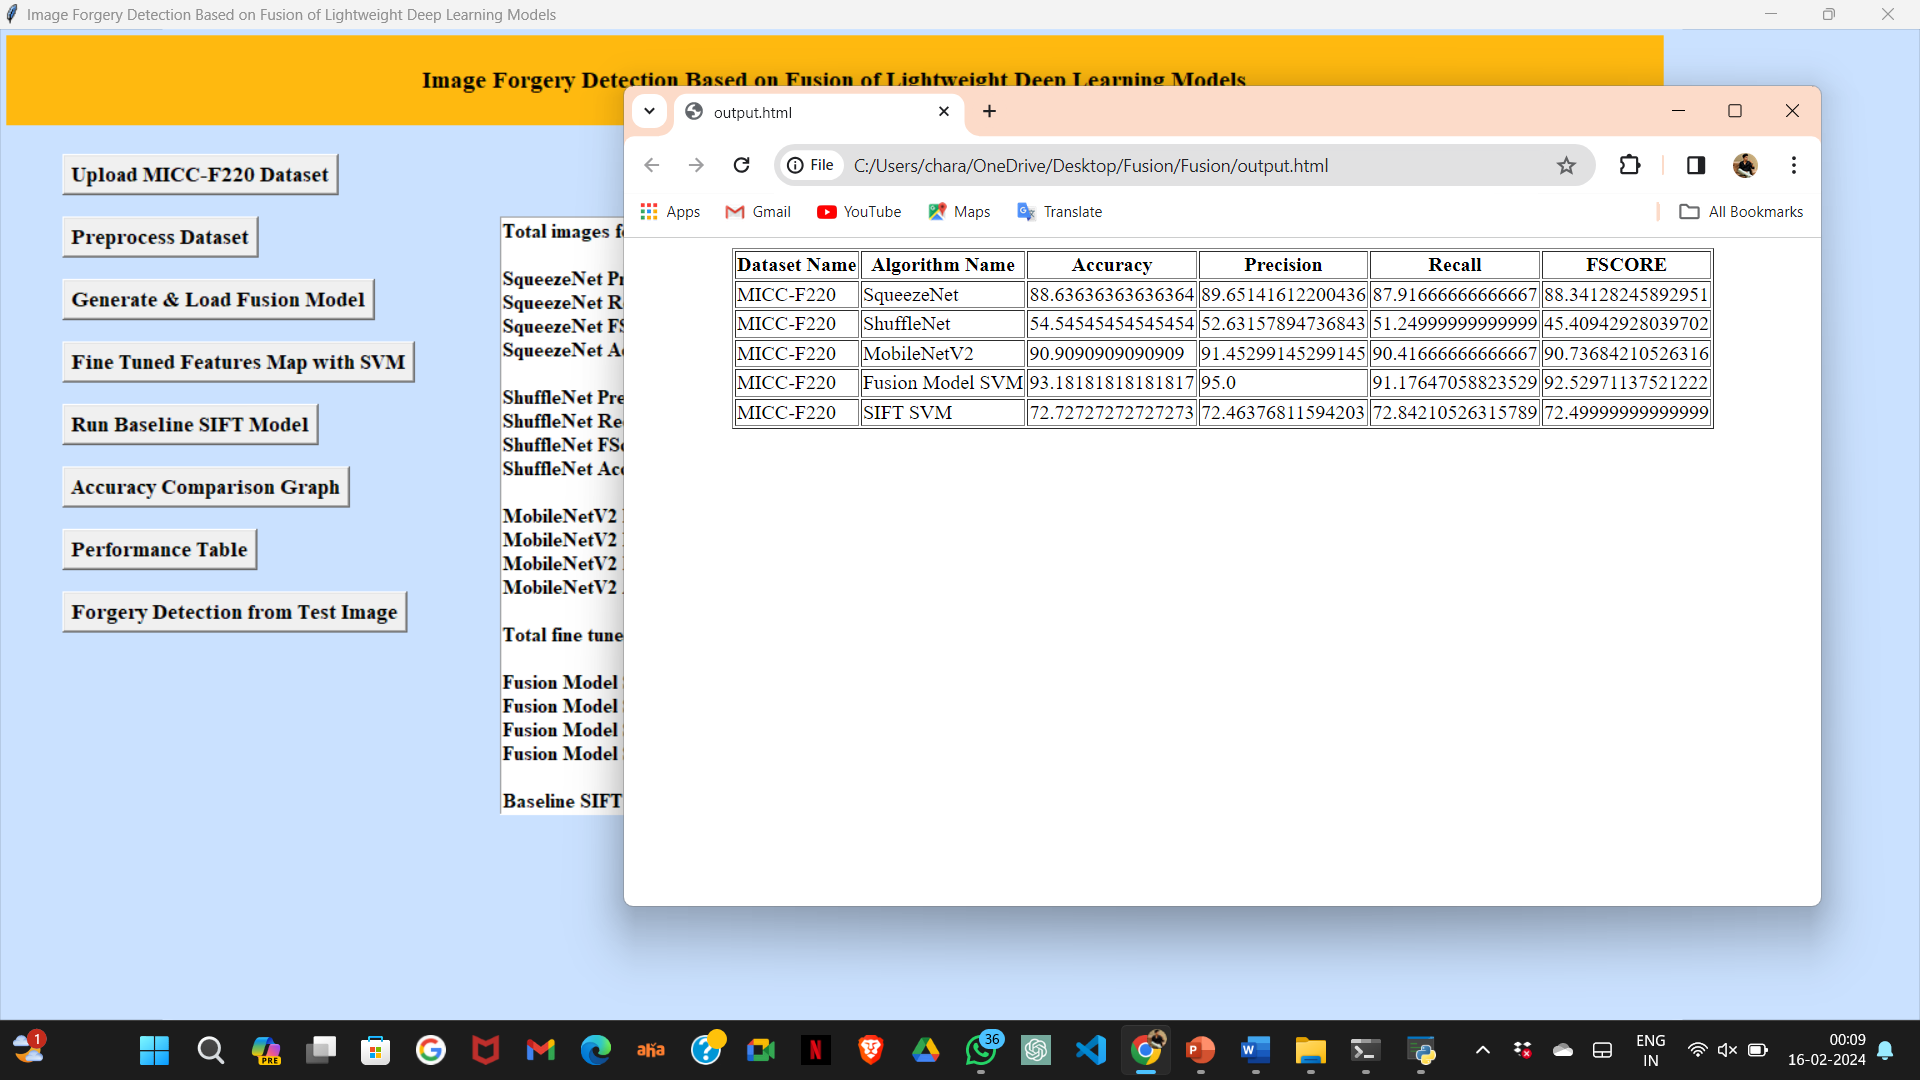 Image Forgery Detection Based on Fusion of Lightweight Deep Learning Models
Image Forgery Detection Based on Fusion of Lightweight Deep Learning Models
Upload MICC-F220 Dataset
Preprocess Dataset
Generate & Load Fusion Model
Fine Tuned Features Map with SVM
Run Baseline SIFT Model
Accuracy Comparison Graph
Performance Table
Forgery Detection from Test Image
Total images
SqueezeNet
SqueezeNet
SqueezeNet
SqueezeNet
ShuffleNet
ShuffleNet
ShuffleNet
ShuffleNet
MobileNetV2
MobileNetV2
MobileNetV2
MobileNetV2
Total fine tune
Fusion Model
Fusion Model
Fusion Model
Fusion Model
Baseline SIFT
output.html
File C:/Users/chara/OneDrive/Desktop/Fusion/Fusion/output.html
Apps Gmail YouTube Maps Translate All Bookmarks
Dataset Name Algorithm Name Accuracy Precision Recall FSCORE
MICC-F220 SqueezeNet 88.63636363636364 89.65141612200436 87.91666666666667 88.34128245892951
MICC-F220 ShuffleNet 54.54545454545454 52.63157894736843 51.24999999999999 45.40942928039702
MICC-F220 MobileNetV2 90.9090909090909 91.45299145299145 90.41666666666667 90.73684210526316
MICC-F220 Fusion Model SVM 93.18181818181817 95.0 91.17647058823529 92.52971137521222
MICC-F220 SIFT SVM 72.72727272727273 72.46376811594203 72.84210526315789 72.49999999999999
1
PRE
aha
36
ENG
IN
00:09
16-02-2024